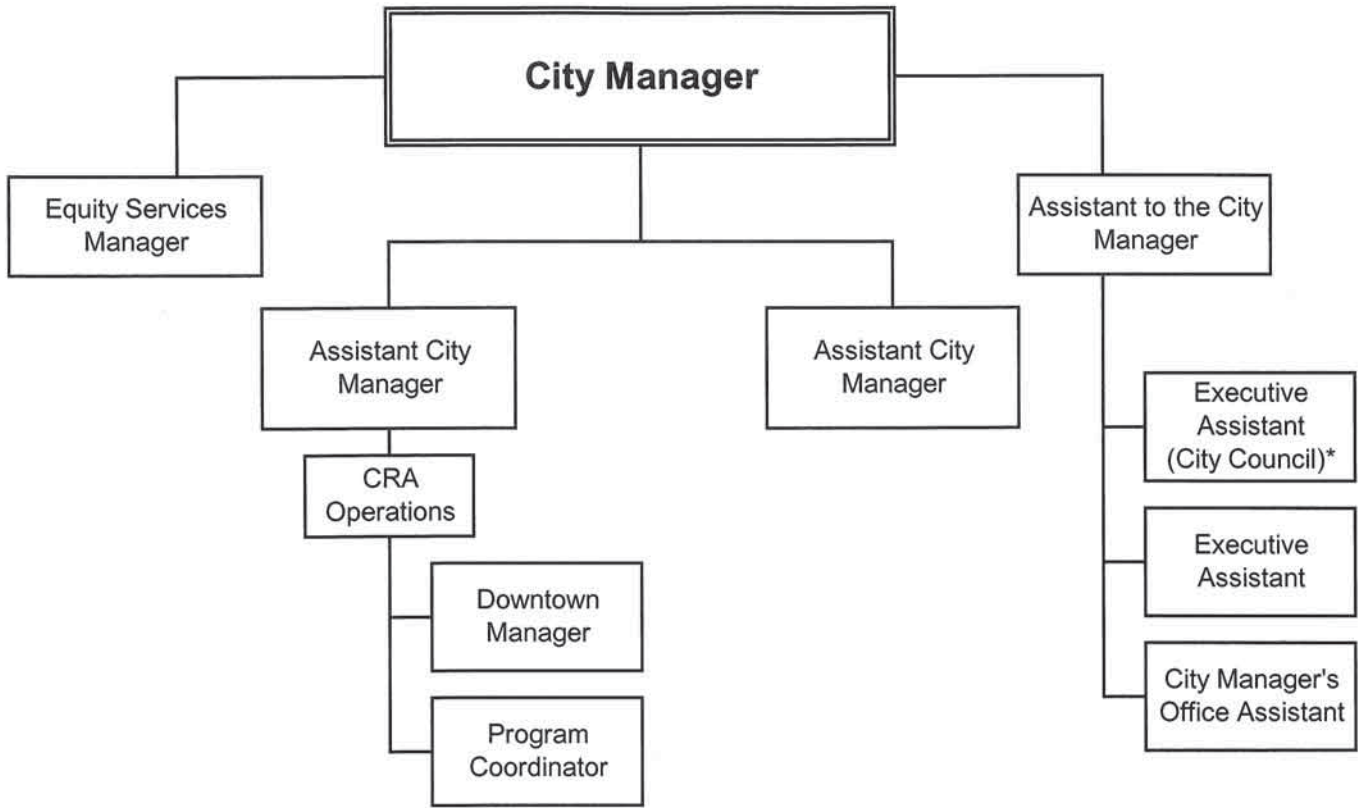 City Manager
Equity Services
Manager
Assistant to the City
Manager
Assistant City
Manager
Assistant City
Manager
CRA
Operations
Downtown
Manager
Program
Coordinator
Executive
Assistant
(City Council)*
Executive
Assistant
City Manager's
Office Assistant